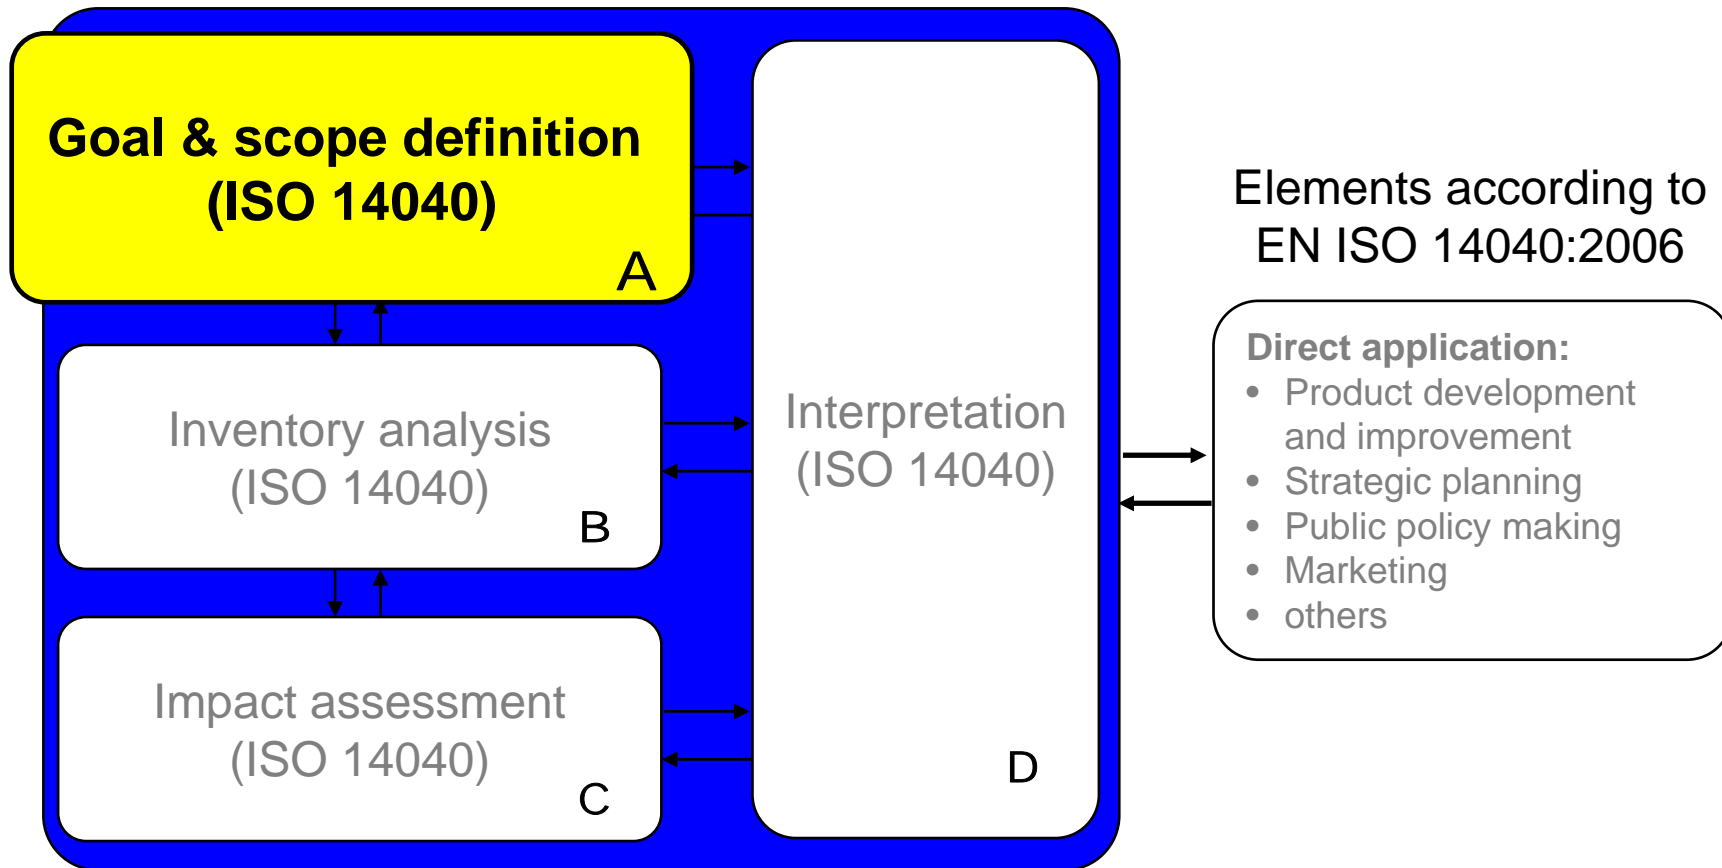 Goal & scope definition
(ISO 14040)
A
Inventory analysis
(ISO 14040)
B
Impact assessment
(ISO 14040)
C
Interpretation
(ISO 14040)
D
Elements according to
EN ISO 14040:2006
Direct application:
• Product development
and improvement
• Strategic planning
• Public policy making
• Marketing
• others